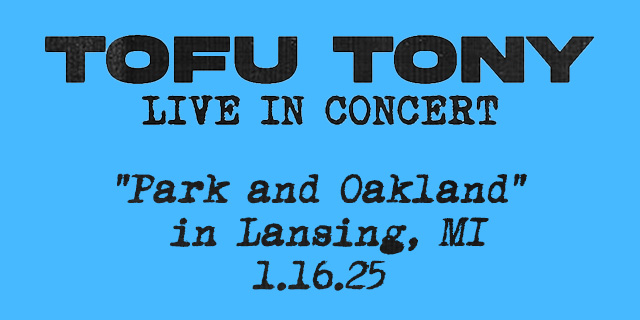 TOFU TONY
LIVE IN CONCERT
"Park and Oakland"
in Lansing, MI
1.16.25